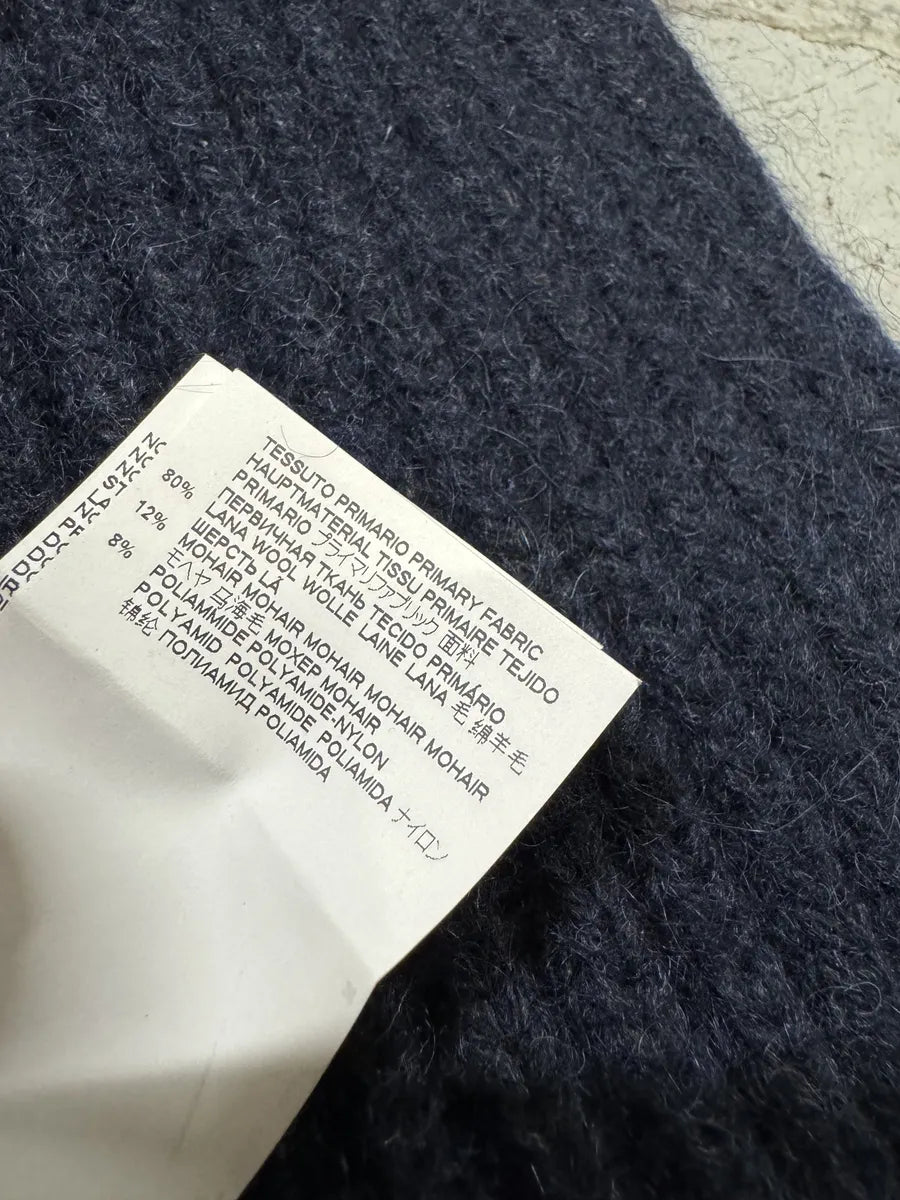 TESSUTO PRIMARIO PRIMARY FABRIC
HAUPTMATERIAL TISSU PRIMAIRE TEJIDO
PRIMARIO プライマリファブリック 面料
ПЕРВИЧНАЯ ТКАНЬ TECIDO PRIMÁRIO
80% LANA WOOL WOLLE LAINE LANA 毛 绵羊毛
ШЕРСТЬ LÃ
12% MOHAIR MOHAIR MOHAIR MOHAIR MOHAIR
モヘヤ 马海毛 МОХЕР MOHAIR
8% POLIAMMIDE POLYAMIDE-NYLON
POLYAMID POLYAMIDE POLIAMIDA ナイロン
锦纶 ПОЛИАМИД POLIAMIDA